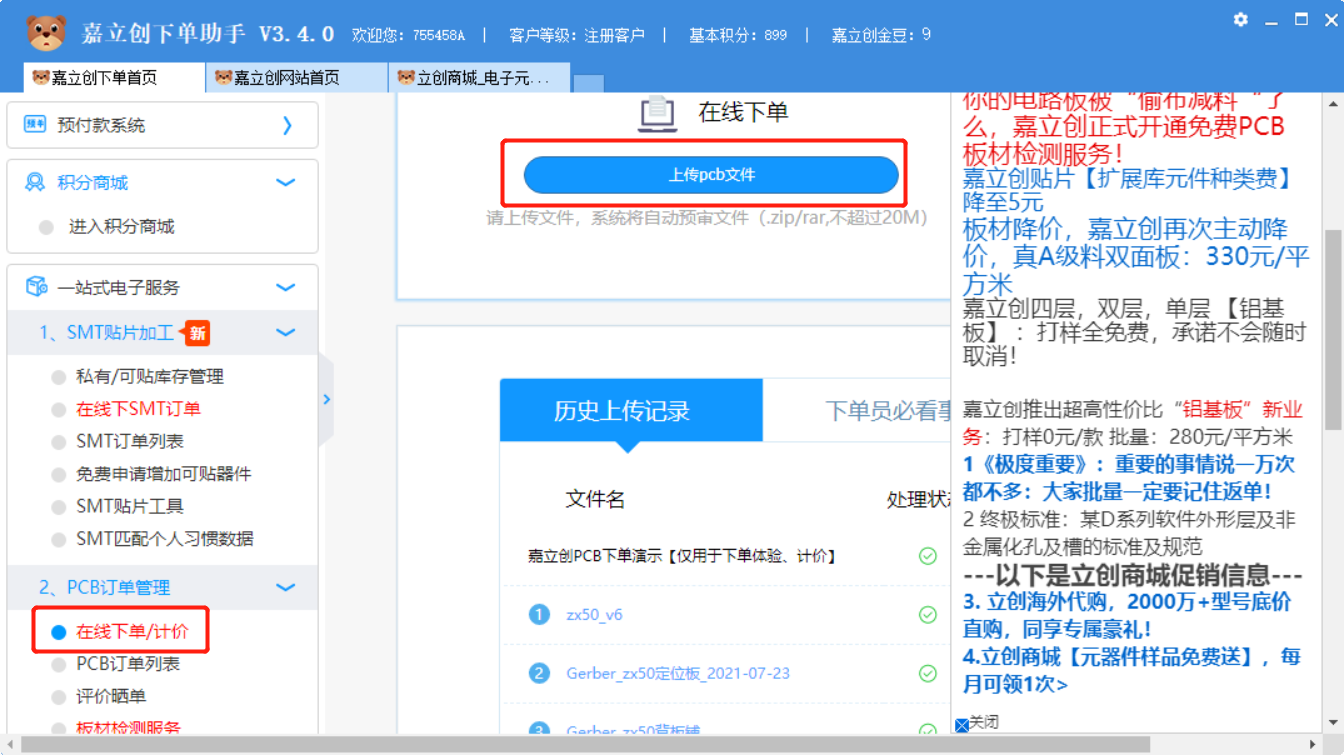 嘉立创下单助手 V3.4.0 欢迎您: 755458A | 客户等级: 注册客户 | 基本积分: 899 | 嘉立创金豆: 9
嘉立创下单首页
嘉立创网站首页
立创商城_电子元...
预付款系统
积分商城
进入积分商城
一站式电子服务
1、SMT贴片加工
新
私有/可贴库存管理
在线下SMT订单
SMT订单列表
免费申请增加可贴器件
SMT贴片工具
SMT匹配个人习惯数据
2、PCB订单管理
在线下单/计价
PCB订单列表
评价晒单
板材检测服务
在线下单
上传pcb文件
请上传文件，系统将自动预审文件（.zip/rar,不超过20M）
历史上传记录
下单员必看事
文件名
处理状
嘉立创PCB下单演示【仅用于下单体验、计价】
1 zx50_v6
2 Gerber_zx50定位板_2021-07-23
3 Gerber_zx50背板铺
你的电路板被“偷布减料“了
么，嘉立创正式开通免费PCB
板材检测服务！
嘉立创贴片【扩展库元件种类费】
降至5元
板材降价，嘉立创再次主动降
价，真A级料双面板：330元/平
方米
嘉立创四层，双层，单层 【铝基
板】：打样全免费，承诺不会随时
取消！
嘉立创推出超高性价比“铝基板”新业
务：打样0元/款 批量：280元/平方米
1《极度重要》：重要的事情说一万次
都不多：大家批量一定要记住返单！
2 终极标准：某D系列软件外形层及非
金属化孔及槽的标准及规范
---以下是立创商城促销信息---
3. 立创海外代购，2000万+型号底价
直购，同享专属豪礼！
4.立创商城【元器件样品免费送】，每
月可领1次>
关闭